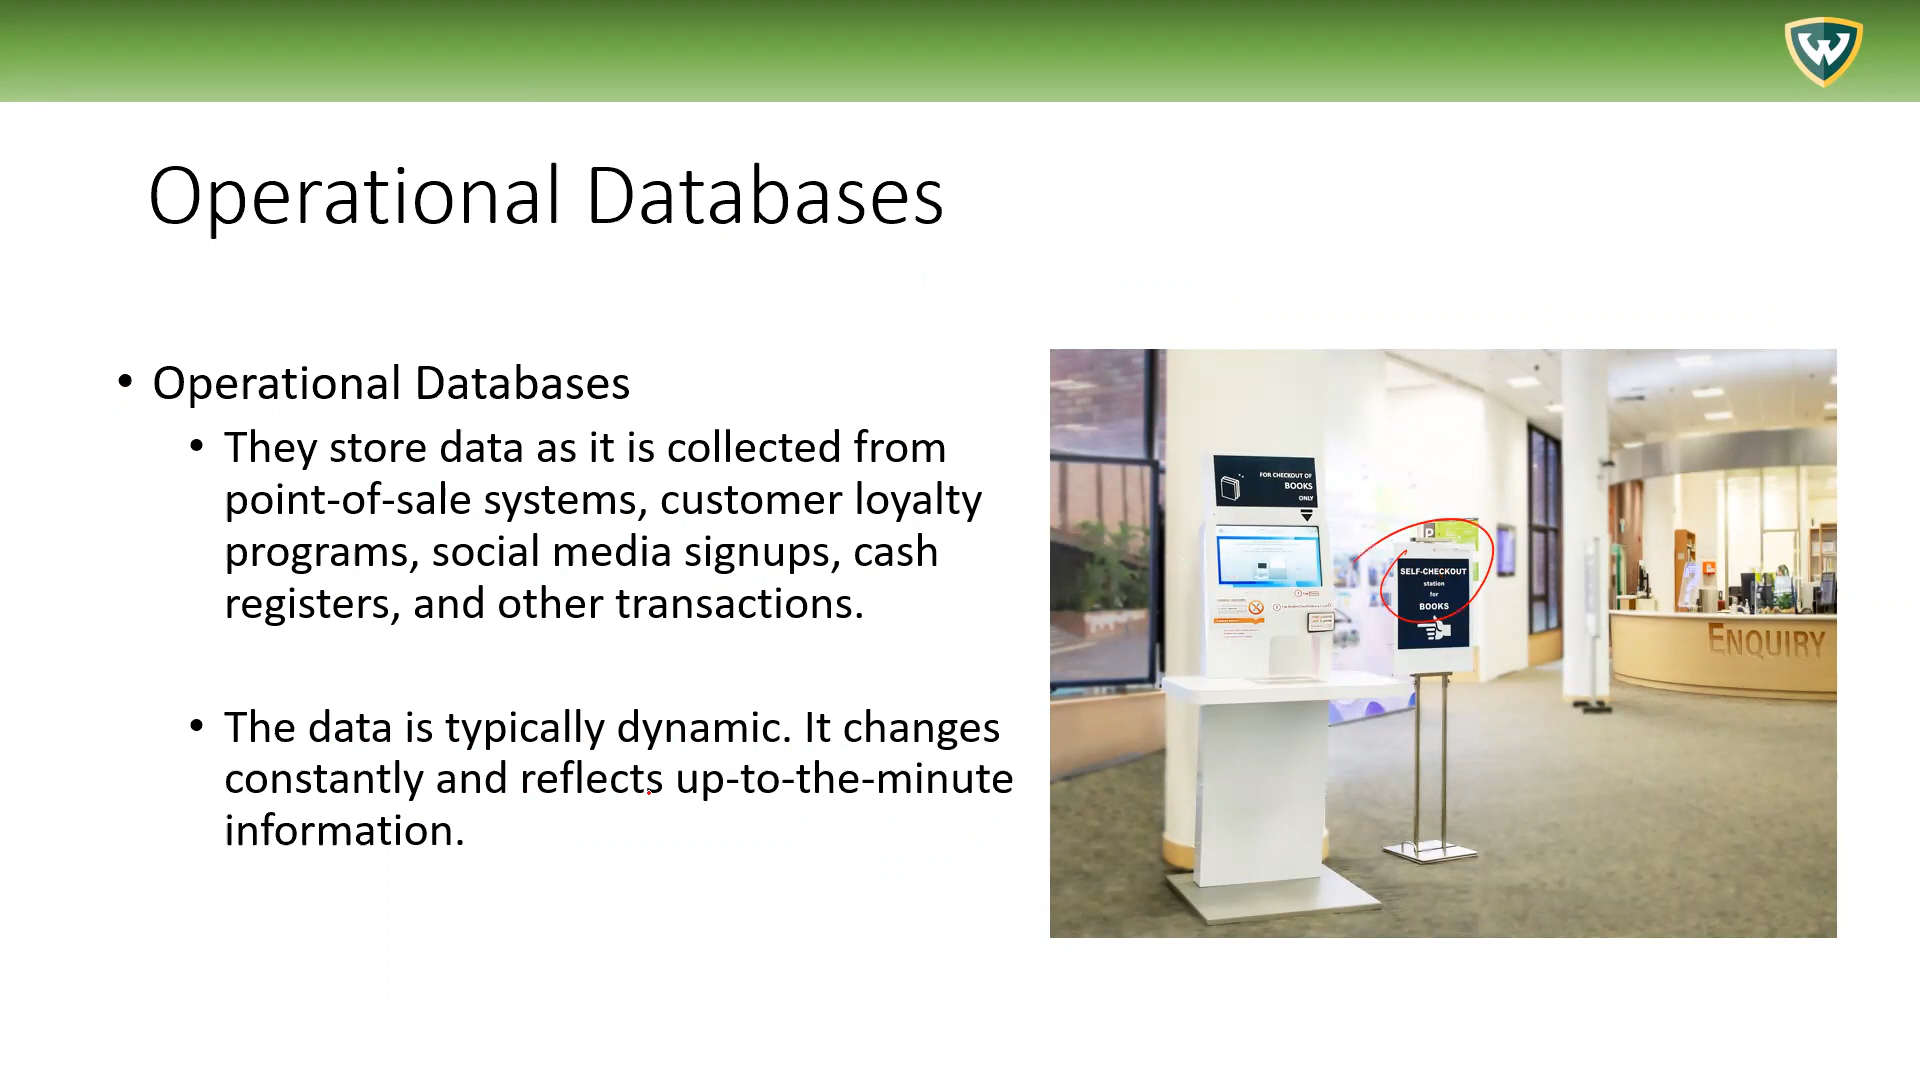 Operational Databases
• Operational Databases
• They store data as it is collected from
point-of-sale systems, customer loyalty
programs, social media signups, cash
registers, and other transactions.
• The data is typically dynamic. It changes
constantly and reflects up-to-the-minute
information.
FOR CHECKOUT OF
BOOKS
ONLY
SELF-CHECKOUT
station
for
BOOKS
ENQUIRY